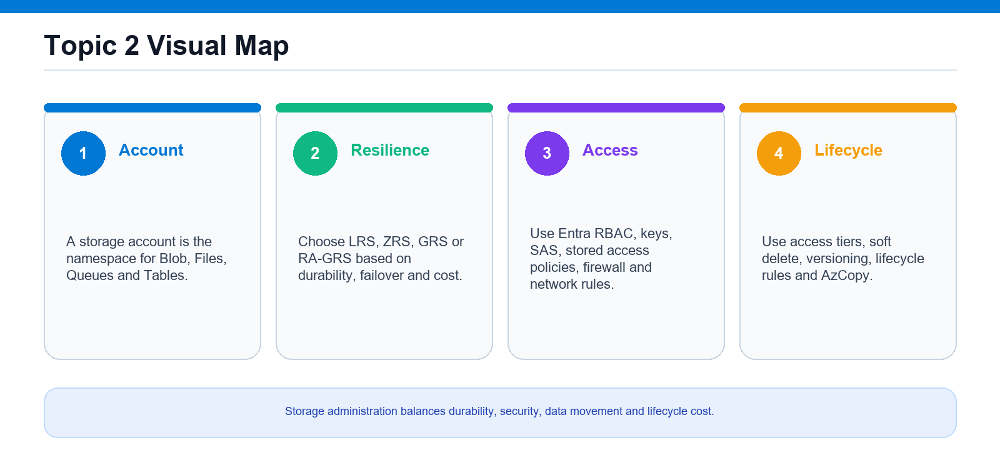 Topic 2 Visual Map
1
Account
A storage account is the
namespace for Blob, Files,
Queues and Tables.
2
Resilience
Choose LRS, ZRS, GRS or
RA-GRS based on
durability, failover and cost.
3
Access
Use Entra RBAC, keys,
SAS, stored access
policies, firewall and
network rules.
4
Lifecycle
Use access tiers, soft
delete, versioning, lifecycle
rules and AzCopy.
Storage administration balances durability, security, data movement and lifecycle cost.